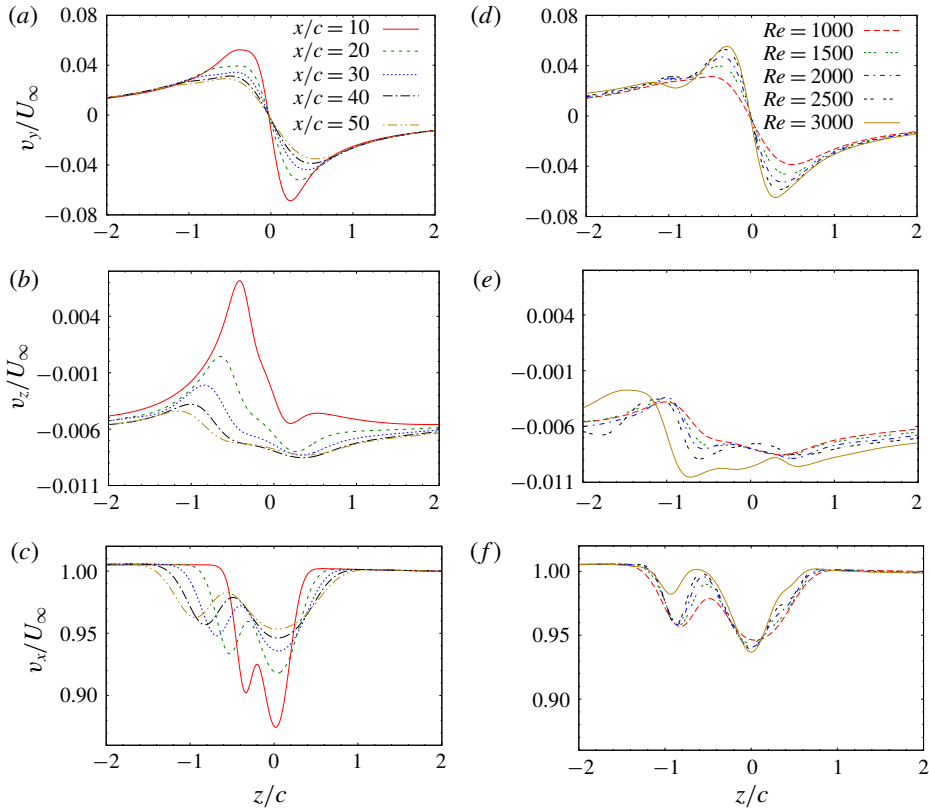 (a)
x/c = 10
x/c = 20
x/c = 30
x/c = 40
x/c = 50
0.08
0.04
0
−0.04
−0.08
v_y/U_∞
−2 −1 0 1 2
(d)
Re = 1000
Re = 1500
Re = 2000
Re = 2500
Re = 3000
0.08
0.04
0
−0.04
−0.08
−2 −1 0 1 2
(b)
0.004
−0.001
−0.006
−0.011
v_z/U_∞
−2 −1 0 1 2
(e)
0.004
−0.001
−0.006
−0.011
−2 −1 0 1 2
(c)
1.00
0.95
0.90
v_x/U_∞
−2 −1 0 1 2
z/c
(f)
1.00
0.95
0.90
−2 −1 0 1 2
z/c